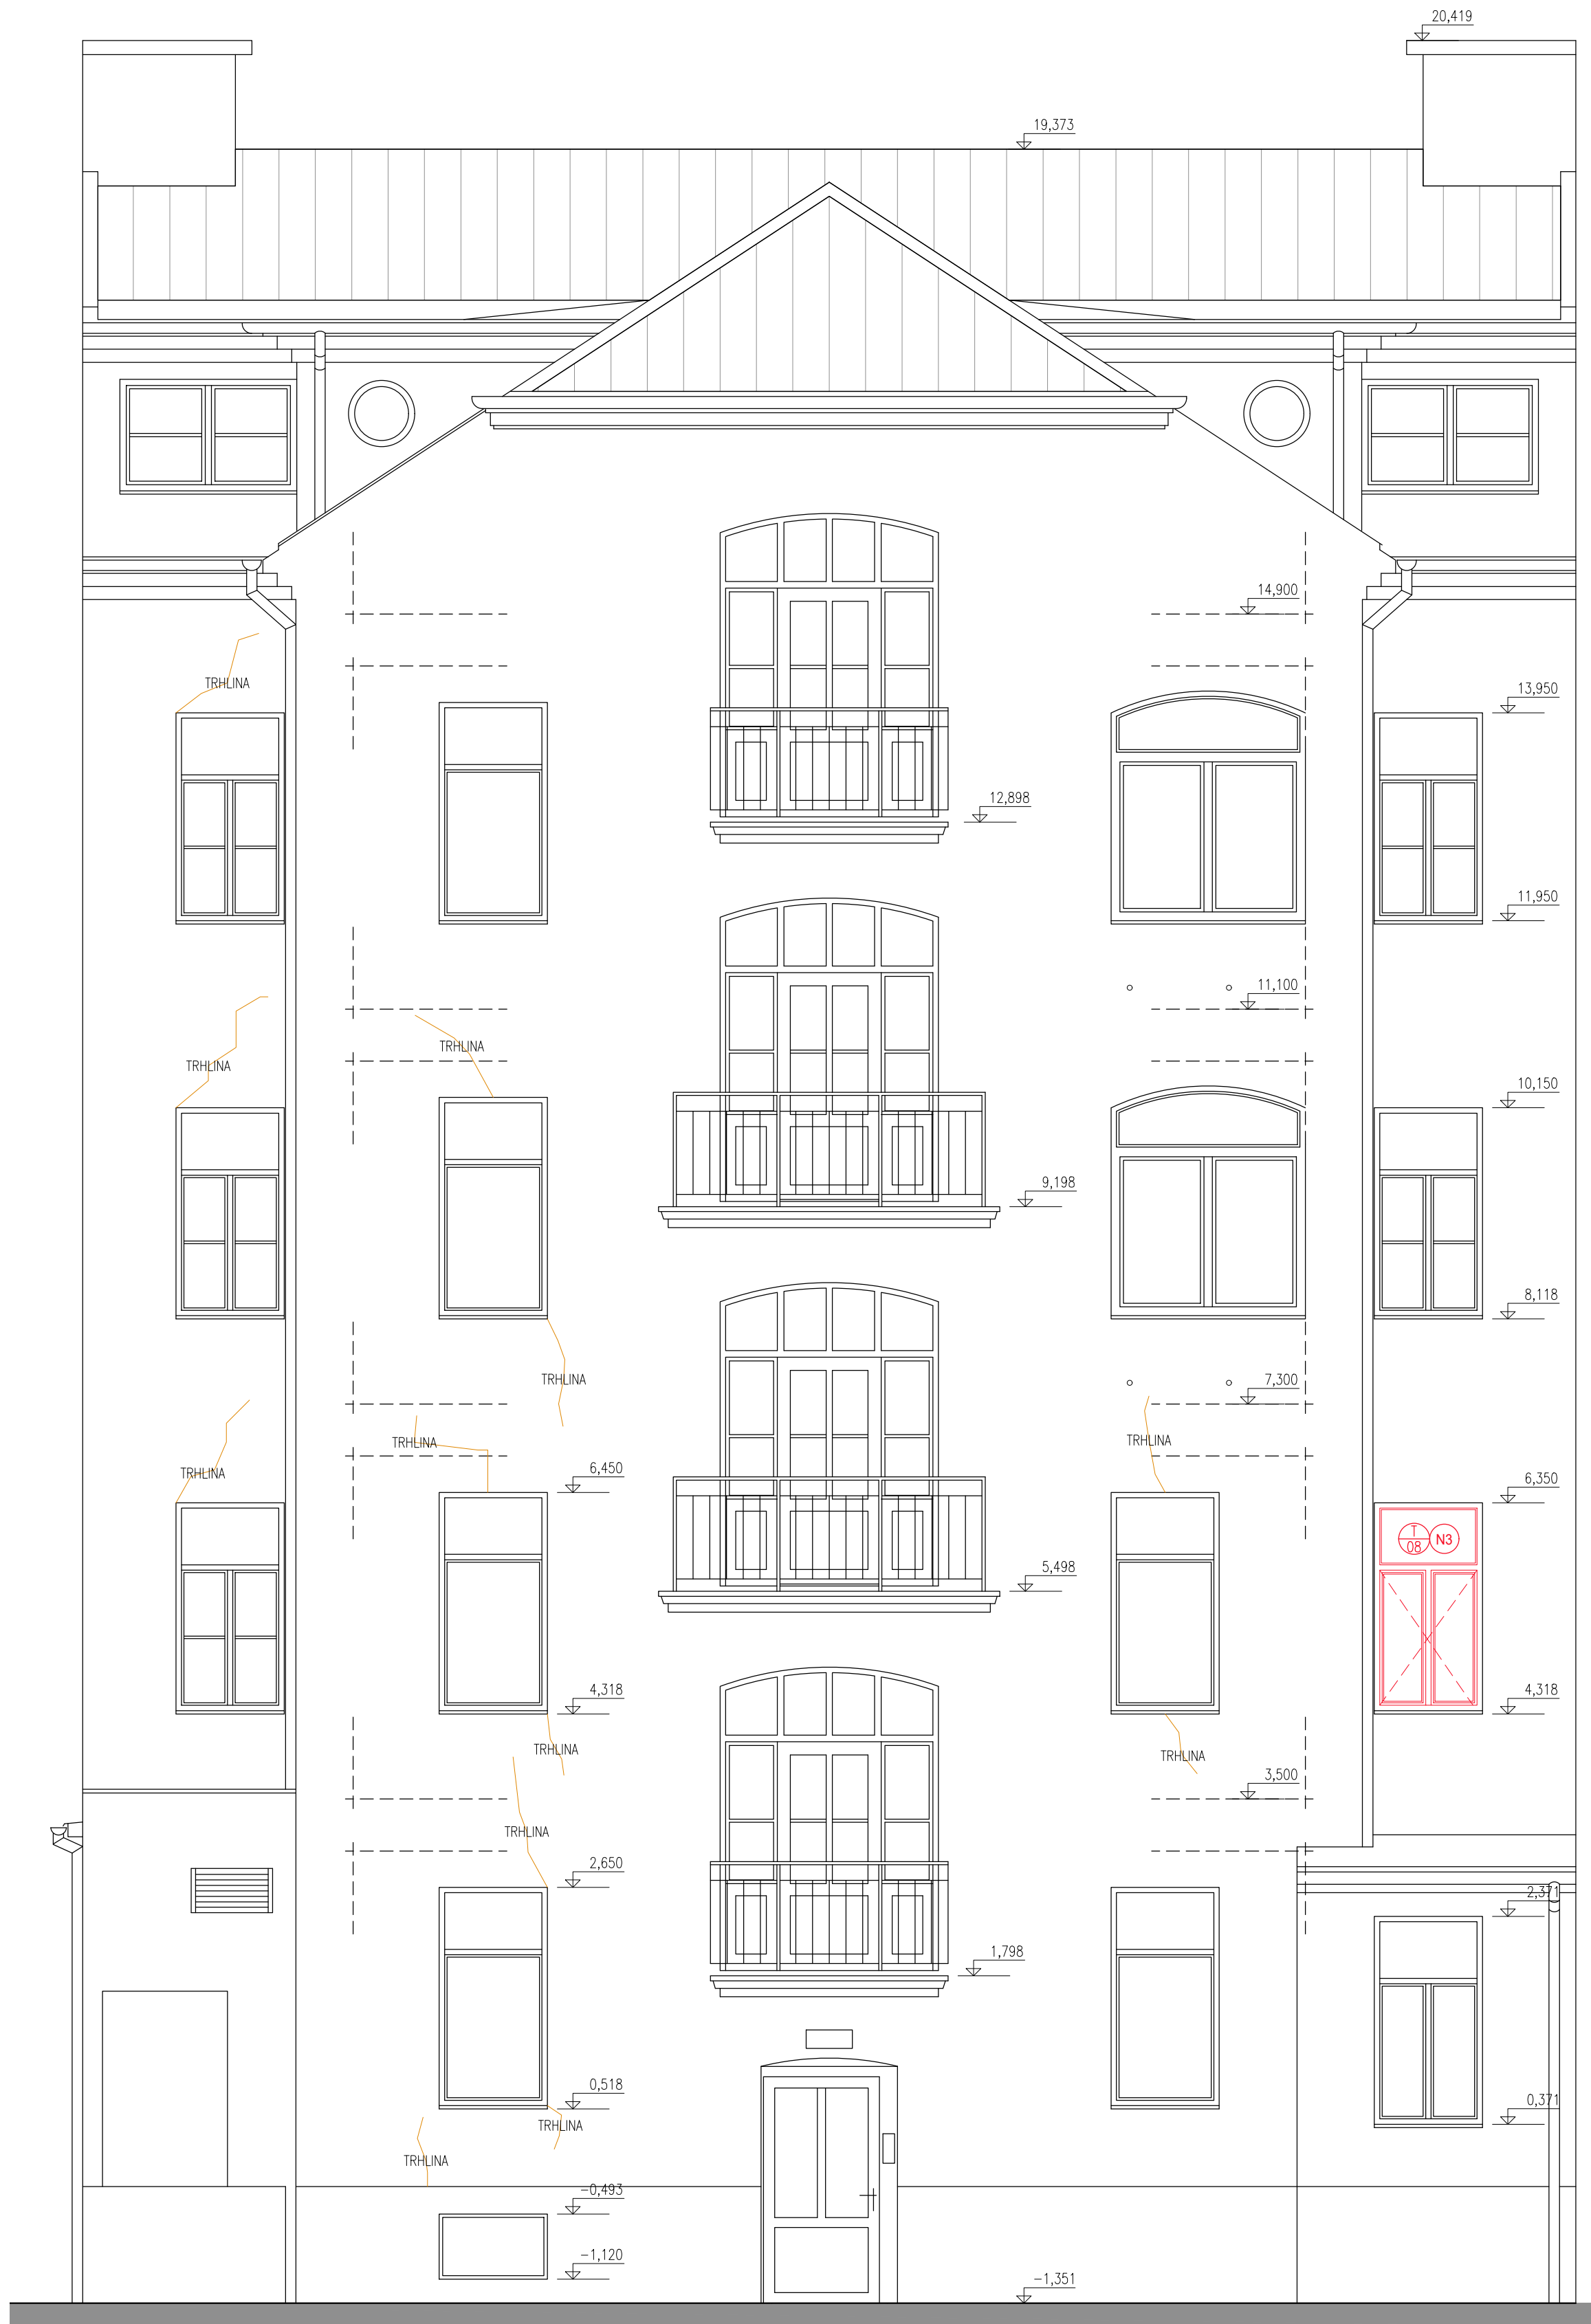 20,419
19,373
14,900
TRHLINA
13,950
12,898
11,950
11,100
TRHLINA
TRHLINA
10,150
9,198
8,118
TRHLINA
7,300
TRHLINA
TRHLINA
TRHLINA
6,450
6,350
T
08
N3
5,498
4,318
4,318
TRHLINA
TRHLINA
3,500
TRHLINA
2,650
2,371
1,798
0,518
0,371
TRHLINA
TRHLINA
-0,493
-1,120
-1,351